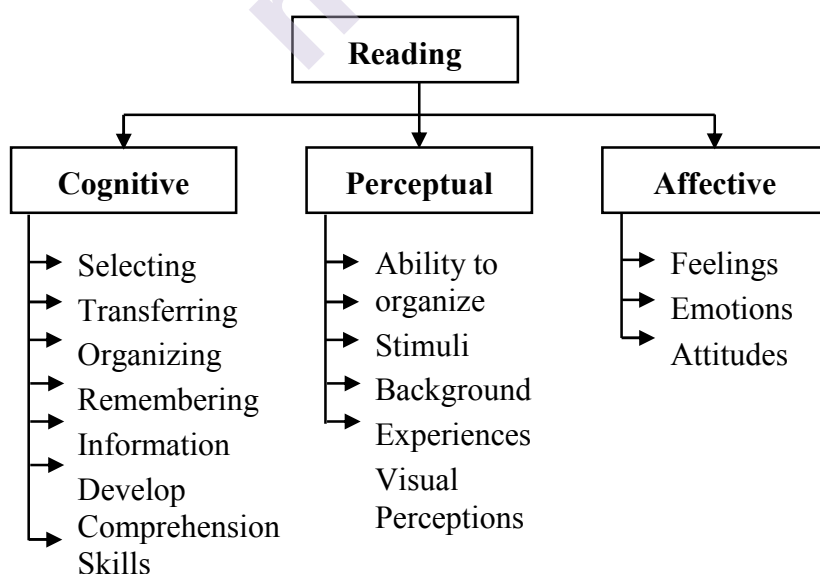 Reading
Cognitive
Selecting
Transferring
Organizing
Remembering
Information
Develop
Comprehension
Skills
Perceptual
Ability to
organize
Stimuli
Background
Experiences
Visual
Perceptions
Affective
Feelings
Emotions
Attitudes